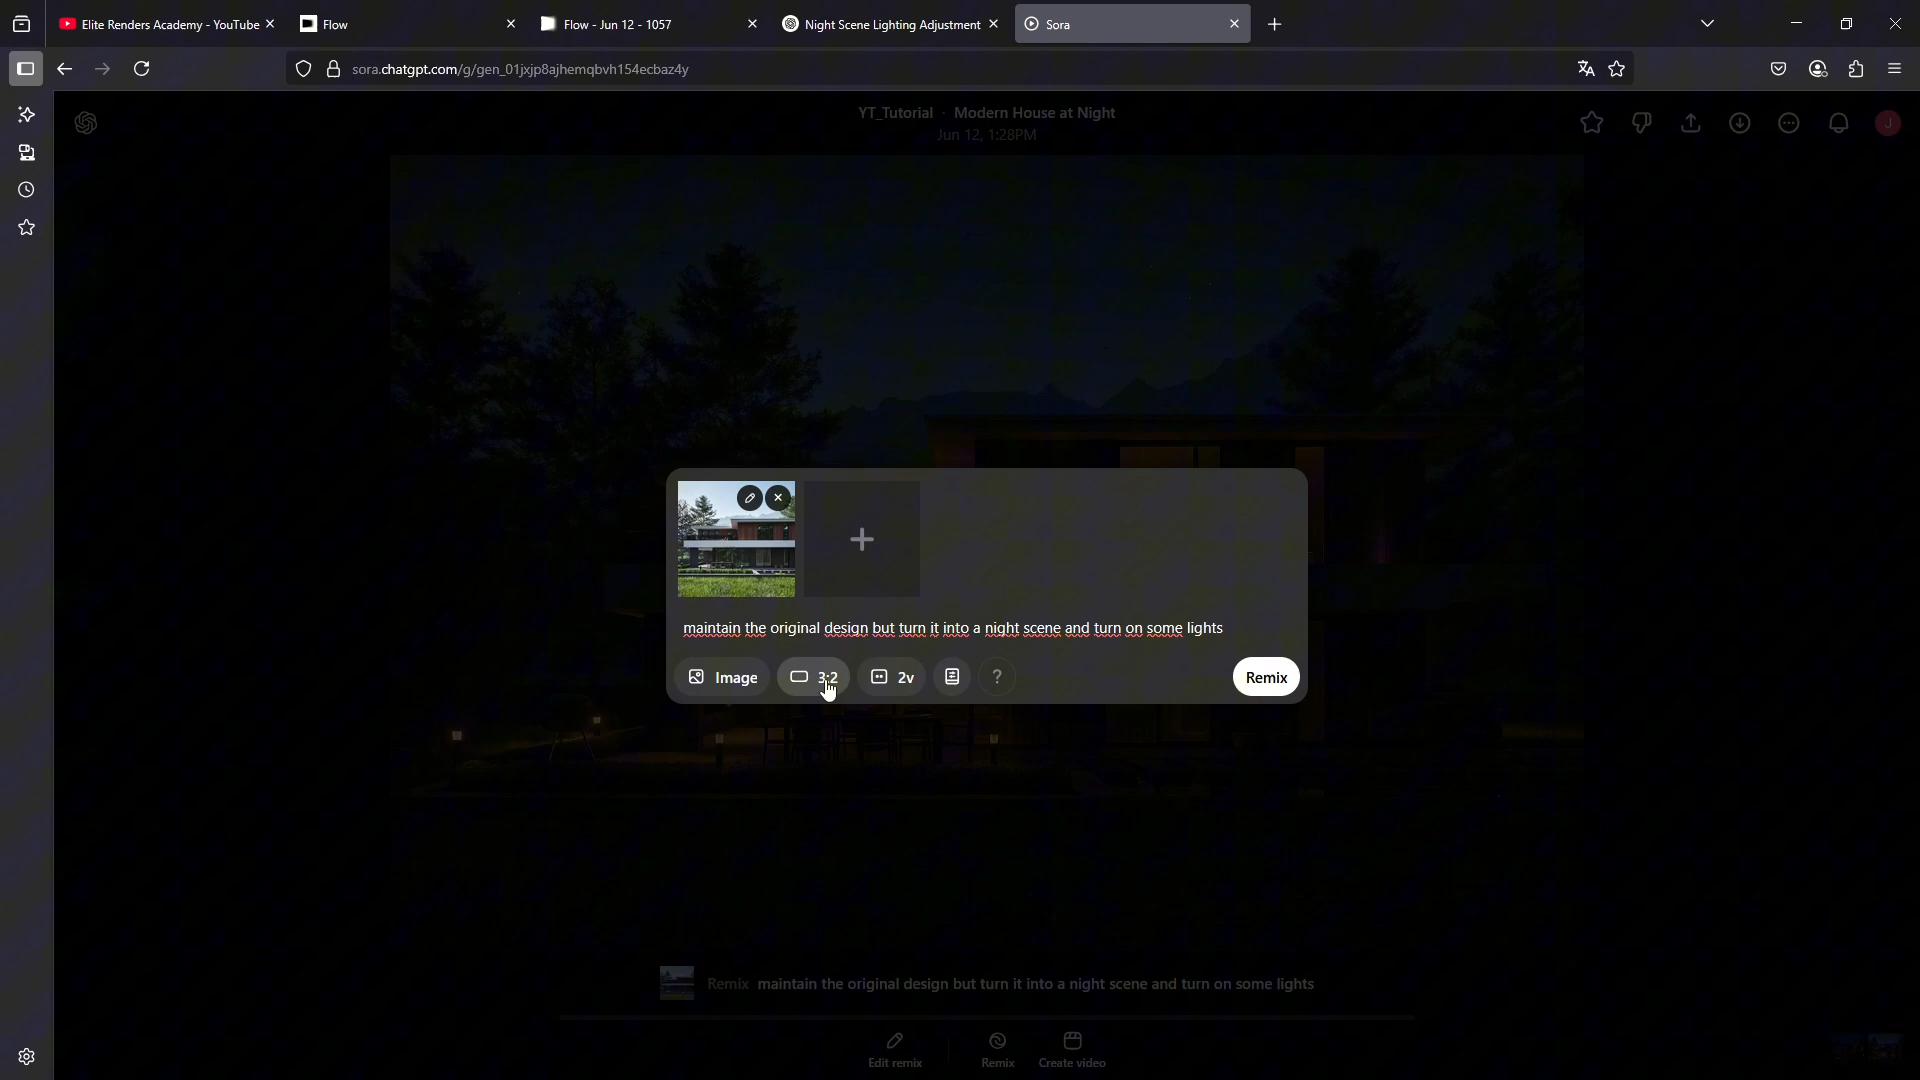 Elite Renders Academy - YouTube
Flow
Flow - Jun 12 - 1057
Night Scene Lighting Adjustment
Sora
sora.chatgpt.com/g/gen_01jxjp8ajhemqbvh154ecbaz4y
YT_Tutorial · Modern House at Night
Jun 12, 1:28PM
J
maintain the original design but turn it into a night scene and turn on some lights
Image
3:2
2v
?
Remix
Remix maintain the original design but turn it into a night scene and turn on some lights
Edit remix
Remix
Create video